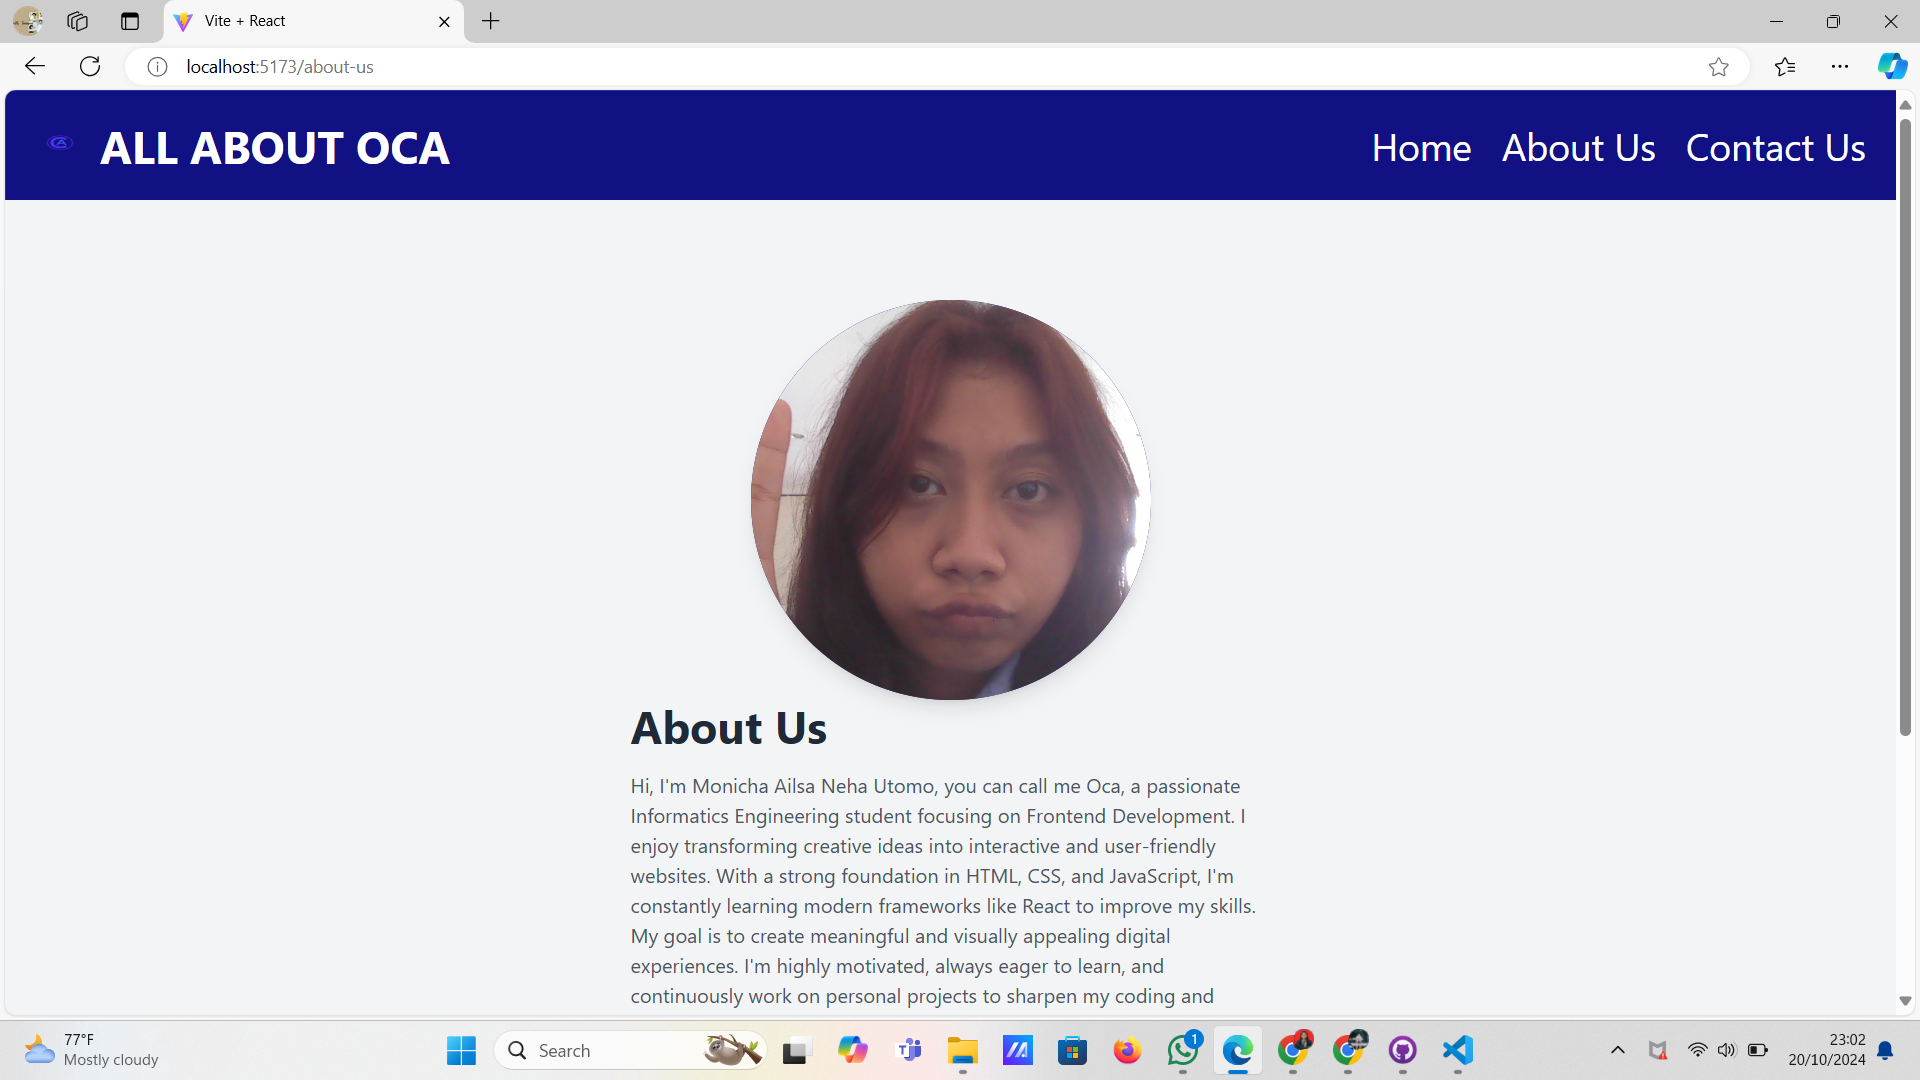 Vite + React
localhost:5173/about-us
ALL ABOUT OCA
Home About Us Contact Us
About Us
Hi, I'm Monicha Ailsa Neha Utomo, you can call me Oca, a passionate
Informatics Engineering student focusing on Frontend Development. I
enjoy transforming creative ideas into interactive and user-friendly
websites. With a strong foundation in HTML, CSS, and JavaScript, I'm
constantly learning modern frameworks like React to improve my skills.
My goal is to create meaningful and visually appealing digital
experiences. I'm highly motivated, always eager to learn, and
continuously work on personal projects to sharpen my coding and
77°F
Mostly cloudy
Search
1
23:02
20/10/2024